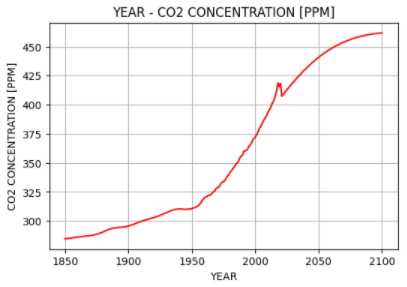 YEAR - CO2 CONCENTRATION [PPM]
CO2 CONCENTRATION [PPM]
450
425
400
375
350
325
300
1850 1900 1950 2000 2050 2100
YEAR